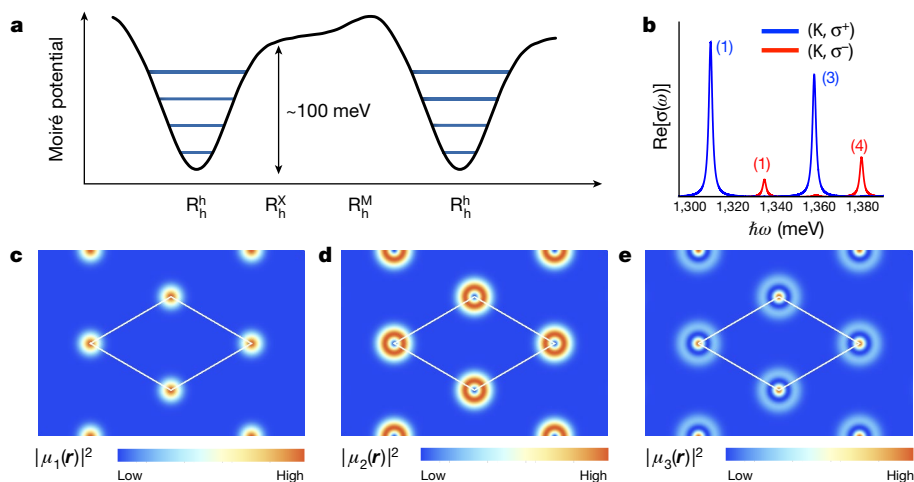 a
Moiré potential
~100 meV
R_h^h
R_h^X
R_h^M
R_h^h
b
Re[σ(ω)]
(K, σ⁺)
(K, σ⁻)
(1)
(3)
(1)
(4)
1,300 1,320 1,340 1,360 1,380
ℏω (meV)
c
d
e
|μ₁(r)|²
Low High
|μ₂(r)|²
Low High
|μ₃(r)|²
Low High